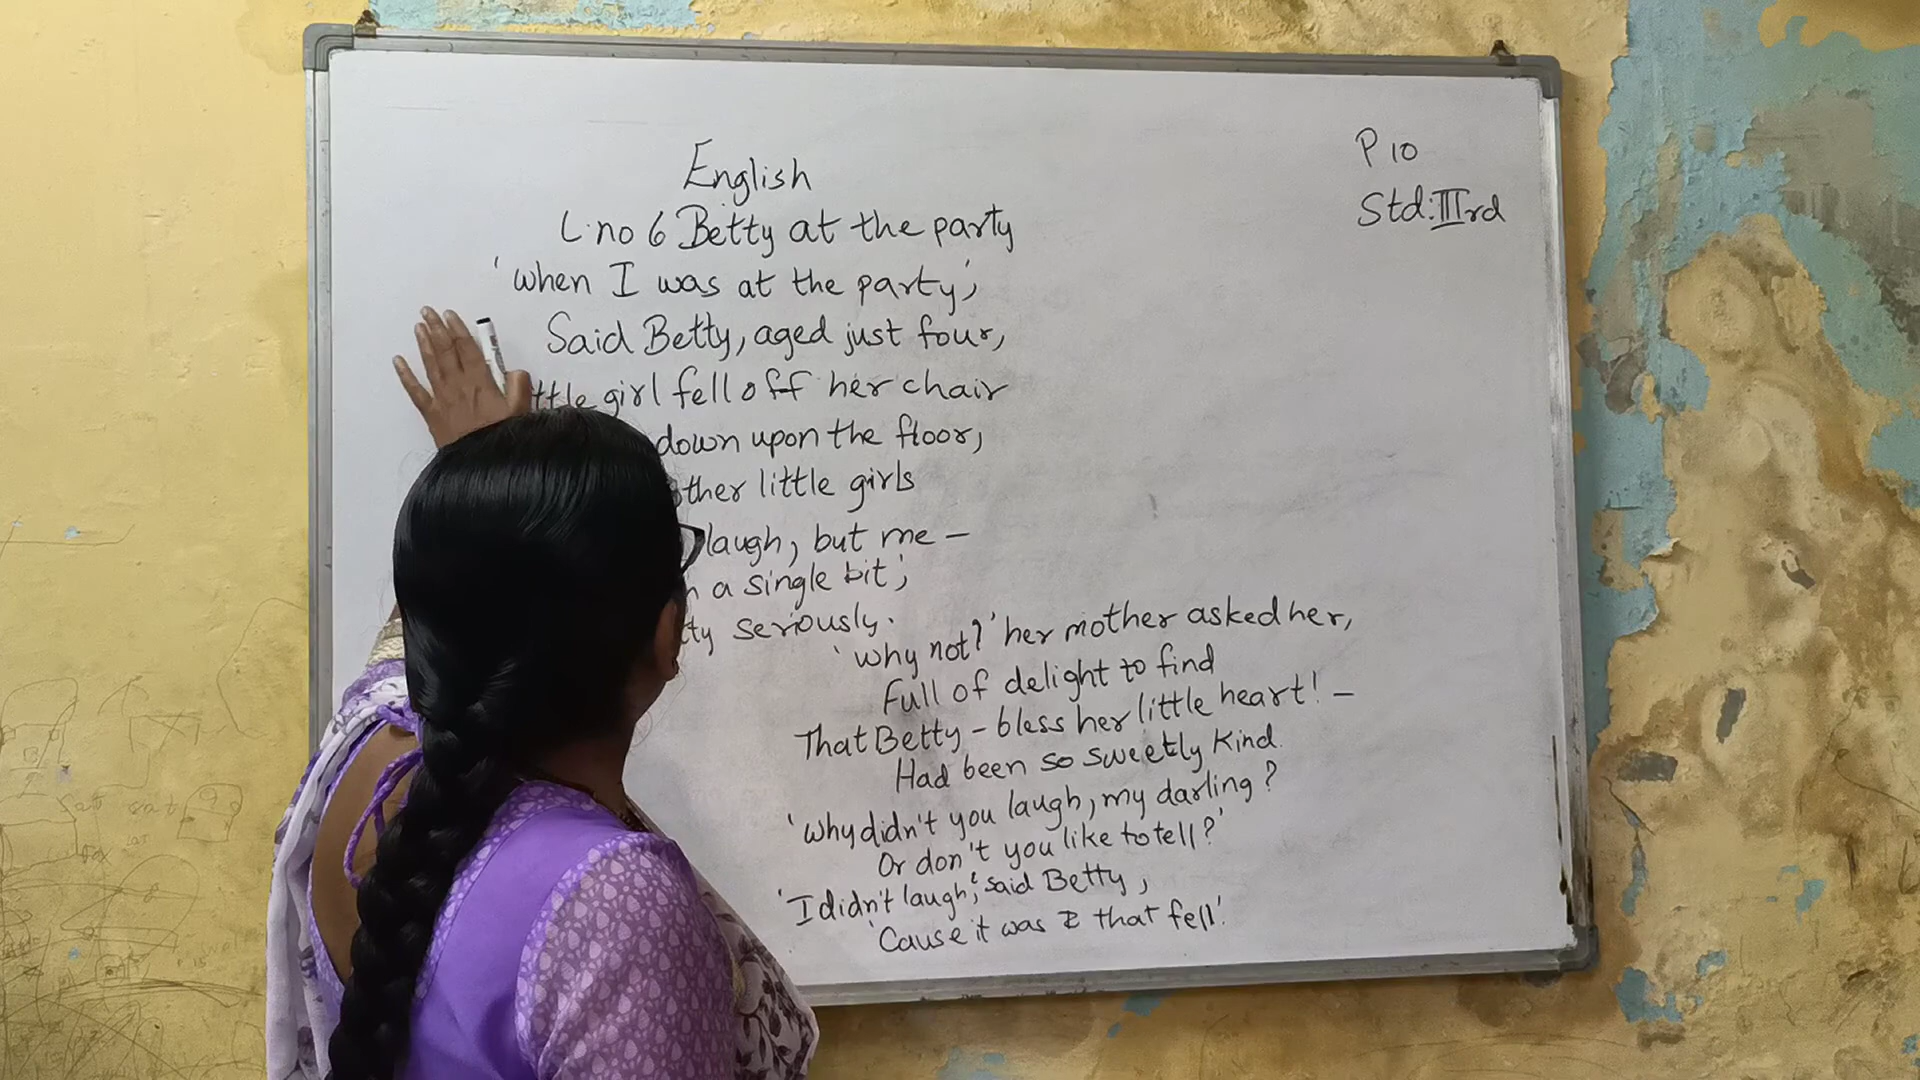 English
P 10
Std:IIIrd
L.no 6 Betty at the party
'when I was at the party,'
Said Betty, aged just four,
girl fell off her chair
down upon the floor,
little girls
laugh, but me –
a single bit,'
seriously.
'why not?' her mother asked her,
Full of delight to find
That Betty – bless her little heart! –
Had been so sweetly kind.
'Why didn't you laugh, my darling?
Or don't you like to tell?'
'I didn't laugh,' said Betty,
'Cause it was I that fell'.